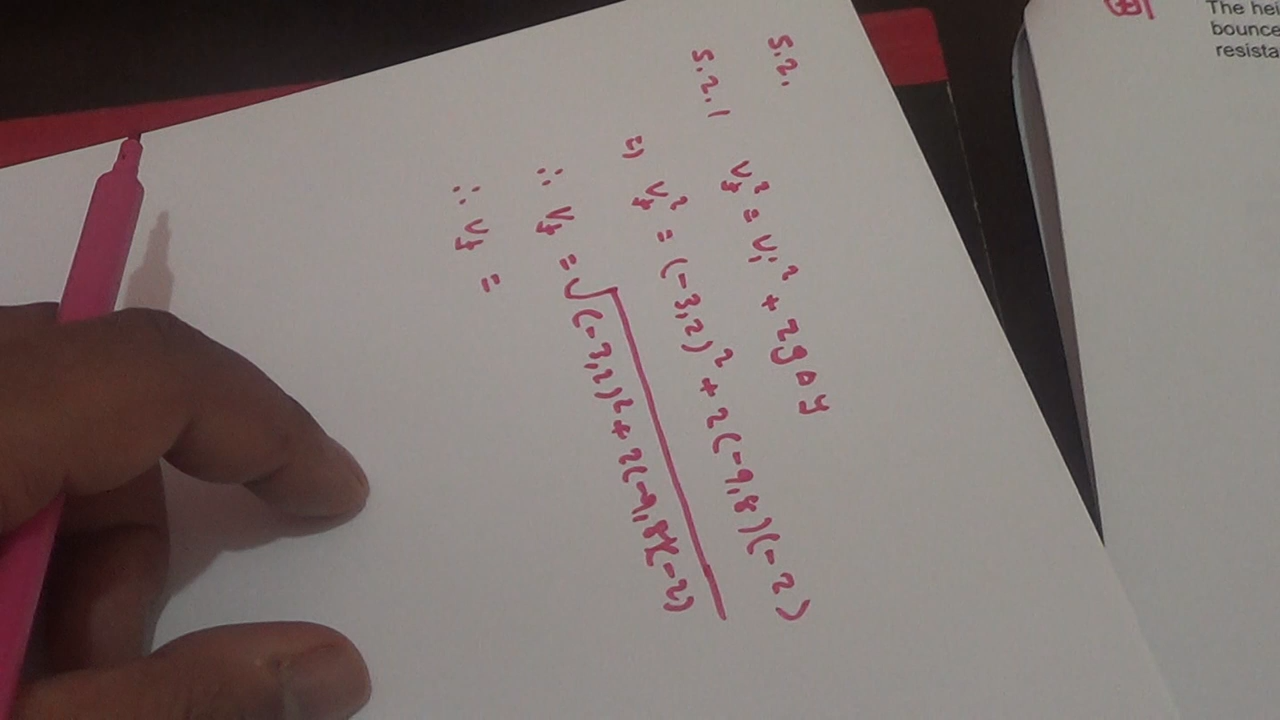 5.2.
5.2.1 vf² = vi² + 2gΔy
vf² = (-3,2)² + 2(-9,8)(-2)
∴ vf = √(-3,2)² + 2(-9,8)(-2)
∴ vf =
The hei
bounce
resista